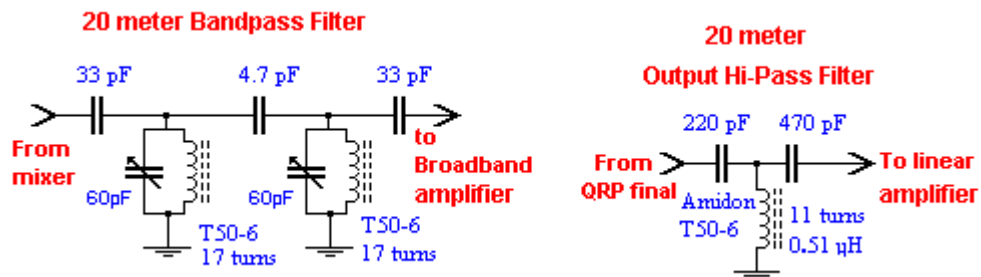 20 meter Bandpass Filter
33 pF
4.7 pF
33 pF
From
mixer
60pF
60pF
to
Broadband
amplifier
T50-6
17 turns
T50-6
17 turns
20 meter
Output Hi-Pass Filter
220 pF
470 pF
From
QRP final
To linear
amplifier
Amidon
T50-6
11 turns
0.51 μH